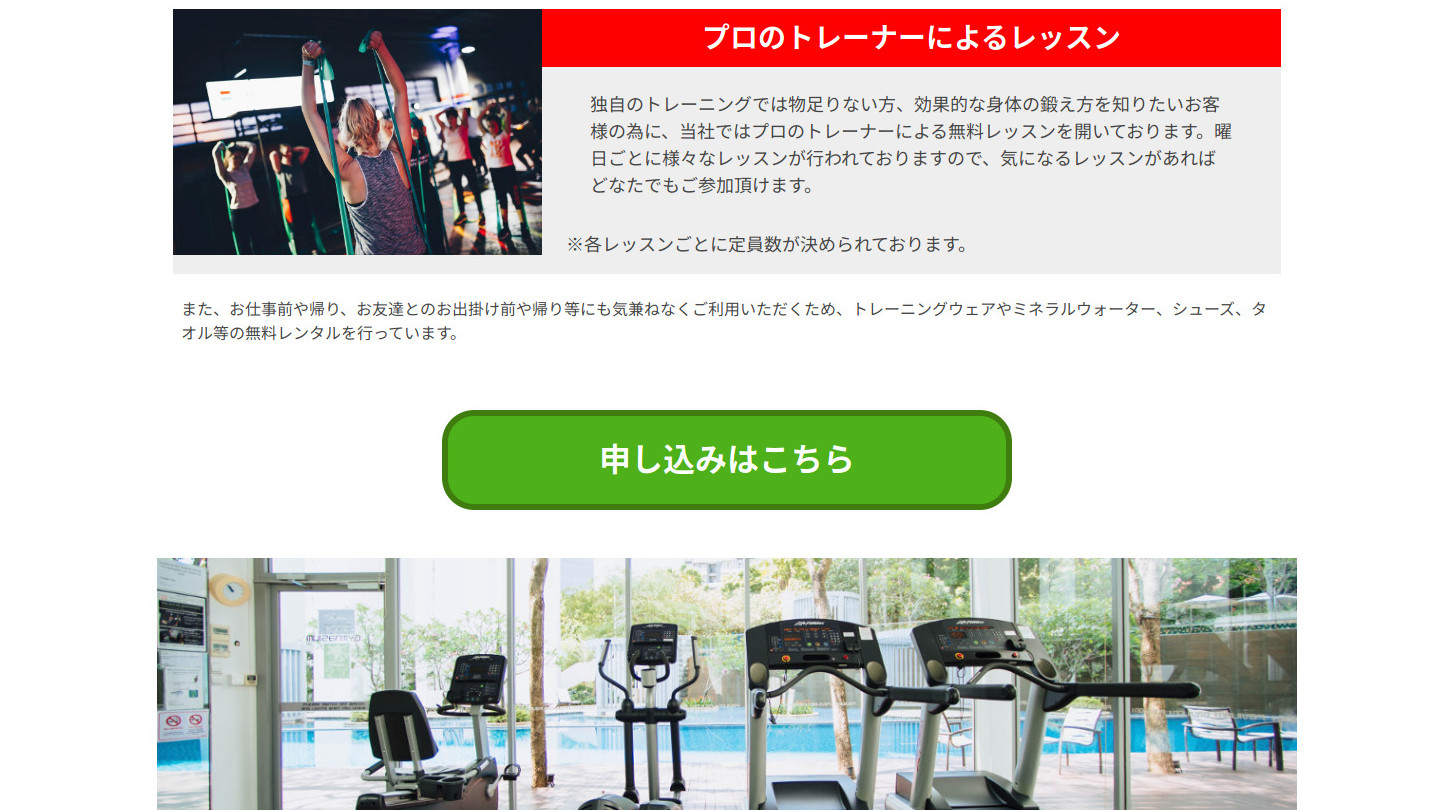 プロのトレーナーによるレッスン
独自のトレーニングでは物足りない方、効果的な身体の鍛え方を知りたいお客
様の為に、当社ではプロのトレーナーによる無料レッスンを開いております。曜
日ごとに様々なレッスンが行われておりますので、気になるレッスンがあれば
どなたでもご参加頂けます。
※各レッスンごとに定員数が決められております。
また、お仕事前や帰り、お友達とのお出掛け前や帰り等にも気兼ねなくご利用いただくため、トレーニングウェアやミネラルウォーター、シューズ、タ
オル等の無料レンタルを行っています。
申し込みはこちら